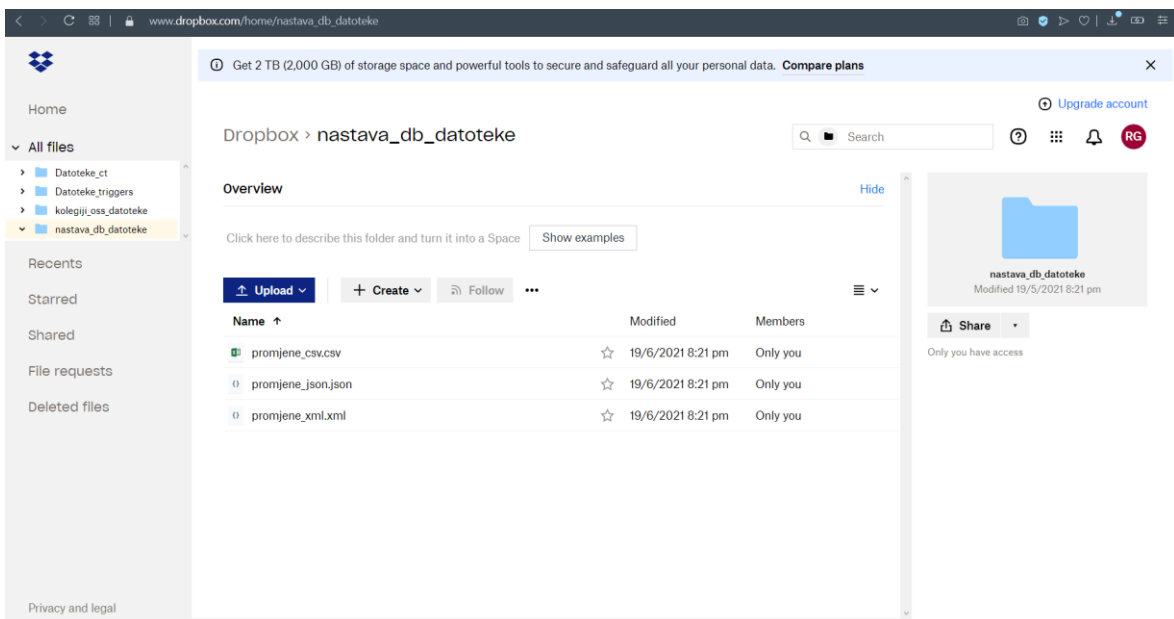 www.dropbox.com/home/nastava_db_datoteke
Get 2 TB (2,000 GB) of storage space and powerful tools to secure and safeguard all your personal data. Compare plans
Home
All files
Datoteke_ct
Datoteke_triggers
kolegiji_oss_datoteke
nastava_db_datoteke
Recents
Starred
Shared
File requests
Deleted files
Privacy and legal
Upgrade account
Dropbox › nastava_db_datoteke
Search
RG
Overview
Hide
Click here to describe this folder and turn it into a Space
Show examples
Upload
Create
Follow
Name Modified Members
promjene_csv.csv 19/6/2021 8:21 pm Only you
promjene_json.json 19/6/2021 8:21 pm Only you
promjene_xml.xml 19/6/2021 8:21 pm Only you
nastava_db_datoteke
Modified 19/5/2021 8:21 pm
Share
Only you have access